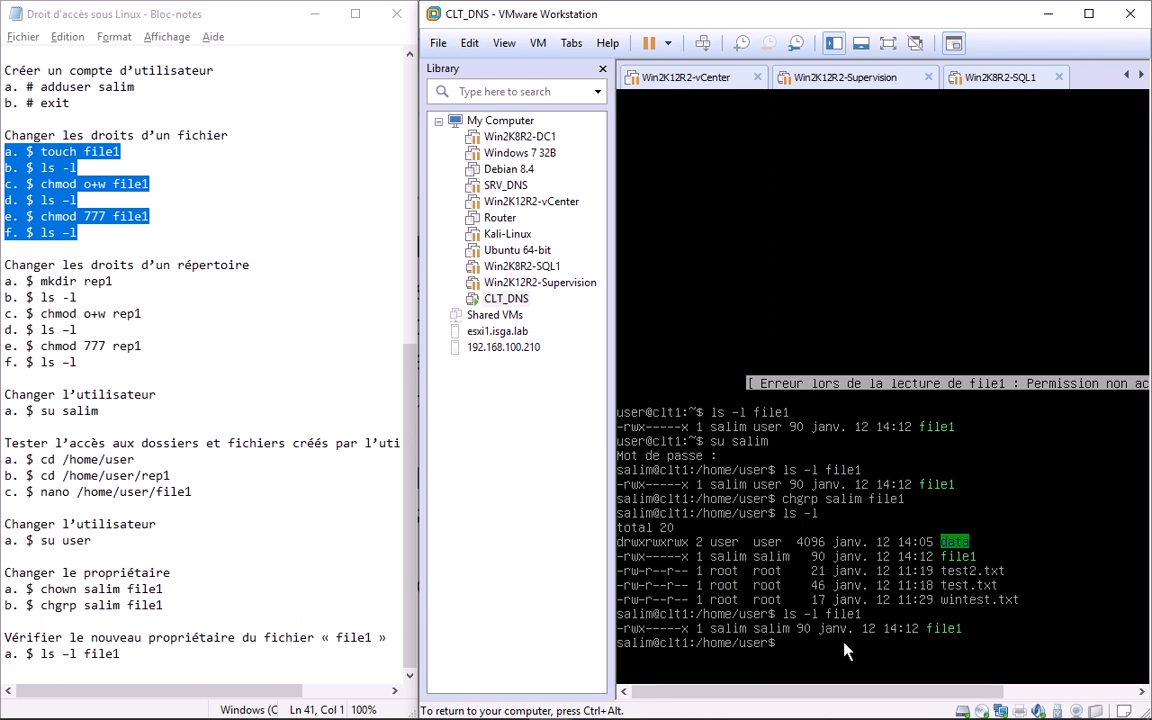 Droit d'accès sous Linux - Bloc-notes
Fichier Edition Format Affichage Aide
Créer un compte d’utilisateur
a. # adduser salim
b. # exit
Changer les droits d’un fichier
a. $ touch file1
b. $ ls -l
c. $ chmod o+w file1
d. $ ls –l
e. $ chmod 777 file1
f. $ ls –l
Changer les droits d’un répertoire
a. $ mkdir rep1
b. $ ls -l
c. $ chmod o+w rep1
d. $ ls –l
e. $ chmod 777 rep1
f. $ ls –l
Changer l’utilisateur
a. $ su salim
Tester l’accès aux dossiers et fichiers créés par l’uti
a. $ cd /home/user
b. $ cd /home/user/rep1
c. $ nano /home/user/file1
Changer l’utilisateur
a. $ su user
Changer le propriétaire
a. $ chown salim file1
b. $ chgrp salim file1
Vérifier le nouveau propriétaire du fichier « file1 »
a. $ ls –l file1
Windows (C Ln 41, Col 1 100%
CLT_DNS - VMware Workstation
File Edit View VM Tabs Help
Library
Type here to search
My Computer
Win2K8R2-DC1
Windows 7 32B
Debian 8.4
SRV_DNS
Win2K12R2-vCenter
Router
Kali-Linux
Ubuntu 64-bit
Win2K8R2-SQL1
Win2K12R2-Supervision
CLT_DNS
Shared VMs
esxi1.isga.lab
192.168.100.210
Win2K12R2-vCenter Win2K12R2-Supervision Win2K8R2-SQL1
[ Erreur lors de la lecture de file1 : Permission non ac
user@clt1:~$ ls -l file1
-rwx-----x 1 salim user 90 janv. 12 14:12 file1
user@clt1:~$ su salim
Mot de passe :
salim@clt1:/home/user$ ls -l file1
-rwx-----x 1 salim user 90 janv. 12 14:12 file1
salim@clt1:/home/user$ chgrp salim file1
salim@clt1:/home/user$ ls -l
total 20
drwxrwxrwx 2 user user 4096 janv. 12 14:05 data
-rwx-----x 1 salim salim 90 janv. 12 14:12 file1
-rw-r--r-- 1 root root 21 janv. 12 11:19 test2.txt
-rw-r--r-- 1 root root 46 janv. 12 11:18 test.txt
-rw-r--r-- 1 root root 17 janv. 12 11:29 wintest.txt
salim@clt1:/home/user$ ls -l file1
-rwx-----x 1 salim salim 90 janv. 12 14:12 file1
salim@clt1:/home/user$
To return to your computer, press Ctrl+Alt.